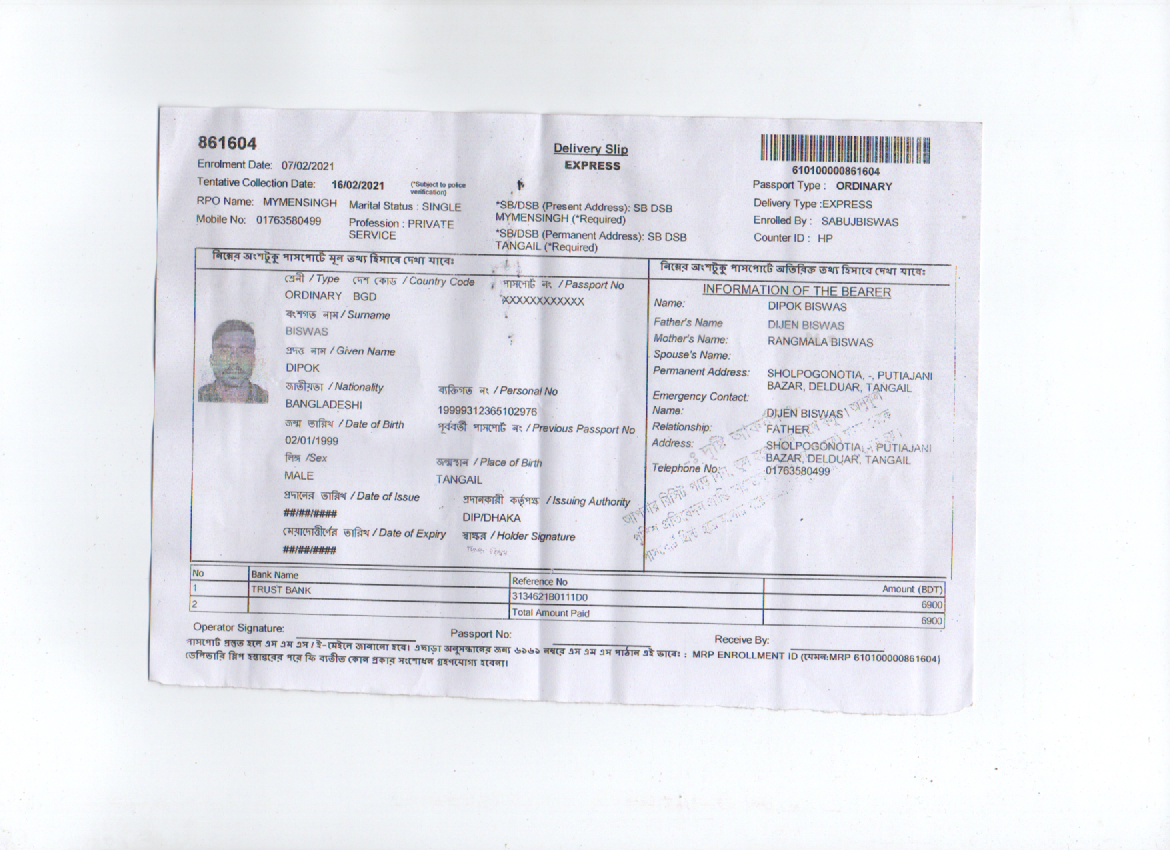 861604
Delivery Slip
EXPRESS
610100000861604
Enrolment Date: 07/02/2021
Tentative Collection Date: 16/02/2021 (*Subject to police verification)
RPO Name: MYMENSINGH Marital Status : SINGLE
Mobile No: 01763580499 Profession : PRIVATE SERVICE
*SB/DSB (Present Address): SB DSB
MYMENSINGH (*Required)
*SB/DSB (Permanent Address): SB DSB
TANGAIL (*Required)
Passport Type : ORDINARY
Delivery Type :EXPRESS
Enrolled By : SABUJBISWAS
Counter ID : HP
নিম্নের অংশটুকু পাসপোর্টে মূল তথ্য হিসাবে দেখা যাবেঃ
শ্রেনী / Type দেশ কোড / Country Code পাসপোর্ট নং / Passport No
ORDINARY BGD XXXXXXXXXXXX
বংশগত নাম / Surname
BISWAS
প্রদত্ত নাম / Given Name
DIPOK
জাতীয়তা / Nationality ব্যক্তিগত নং / Personal No
BANGLADESHI 19999312365102976
জন্ম তারিখ / Date of Birth পূর্ববর্তী পাসপোর্ট নং / Previous Passport No
02/01/1999
লিঙ্গ /Sex জন্মস্থান / Place of Birth
MALE TANGAIL
প্রদানের তারিখ / Date of Issue প্রদানকারী কর্তৃপক্ষ / Issuing Authority
##/##/#### DIP/DHAKA
মেয়াদোত্তীর্ণের তারিখ / Date of Expiry স্বাক্ষর / Holder Signature
##/##/####
নিম্নের অংশটুকু পাসপোর্টে অতিরিক্ত তথ্য হিসাবে দেখা যাবেঃ
INFORMATION OF THE BEARER
Name: DIPOK BISWAS
Father's Name DIJEN BISWAS
Mother's Name: RANGMALA BISWAS
Spouse's Name:
Permanent Address: SHOLPOGONOTIA, -, PUTIAJANI
BAZAR, DELDUAR, TANGAIL
Emergency Contact:
Name: DIJEN BISWAS
Relationship: FATHER
Address: SHOLPOGONOTIA, -, PUTIAJANI
BAZAR, DELDUAR, TANGAIL
Telephone No: 01763580499
No Bank Name Reference No Amount (BDT)
1 TRUST BANK 313462180111D0 6900
2 Total Amount Paid 6900
Operator Signature: Passport No: Receive By:
পাসপোর্ট প্রস্তুত হলে এস এম এস / ই-মেইলে জানানো হবে। এছাড়া অনুসন্ধানের জন্য ৬৯৬৯ নম্বরে এস এম এস পাঠান এই ভাবে: : MRP ENROLLMENT ID (যেমন:MRP 610100000861604)
ডেলিভারি স্লিপ হস্তান্তরের পরে ফি ব্যতীত কোন প্রকার সংশোধন গ্রহণযোগ্য হবেনা।